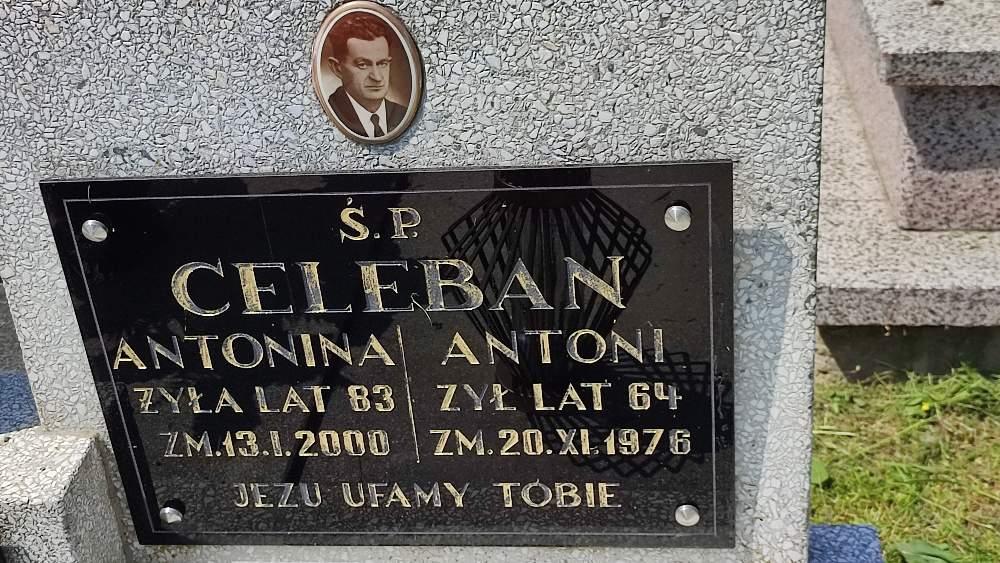 Ś.P.
CELEBAN
ANTONINA ANTONI
ŻYŁA LAT 83 ŻYŁ LAT 64
ZM.13.I.2000 ZM.20.XI.1976
JEZU UFAMY TOBIE